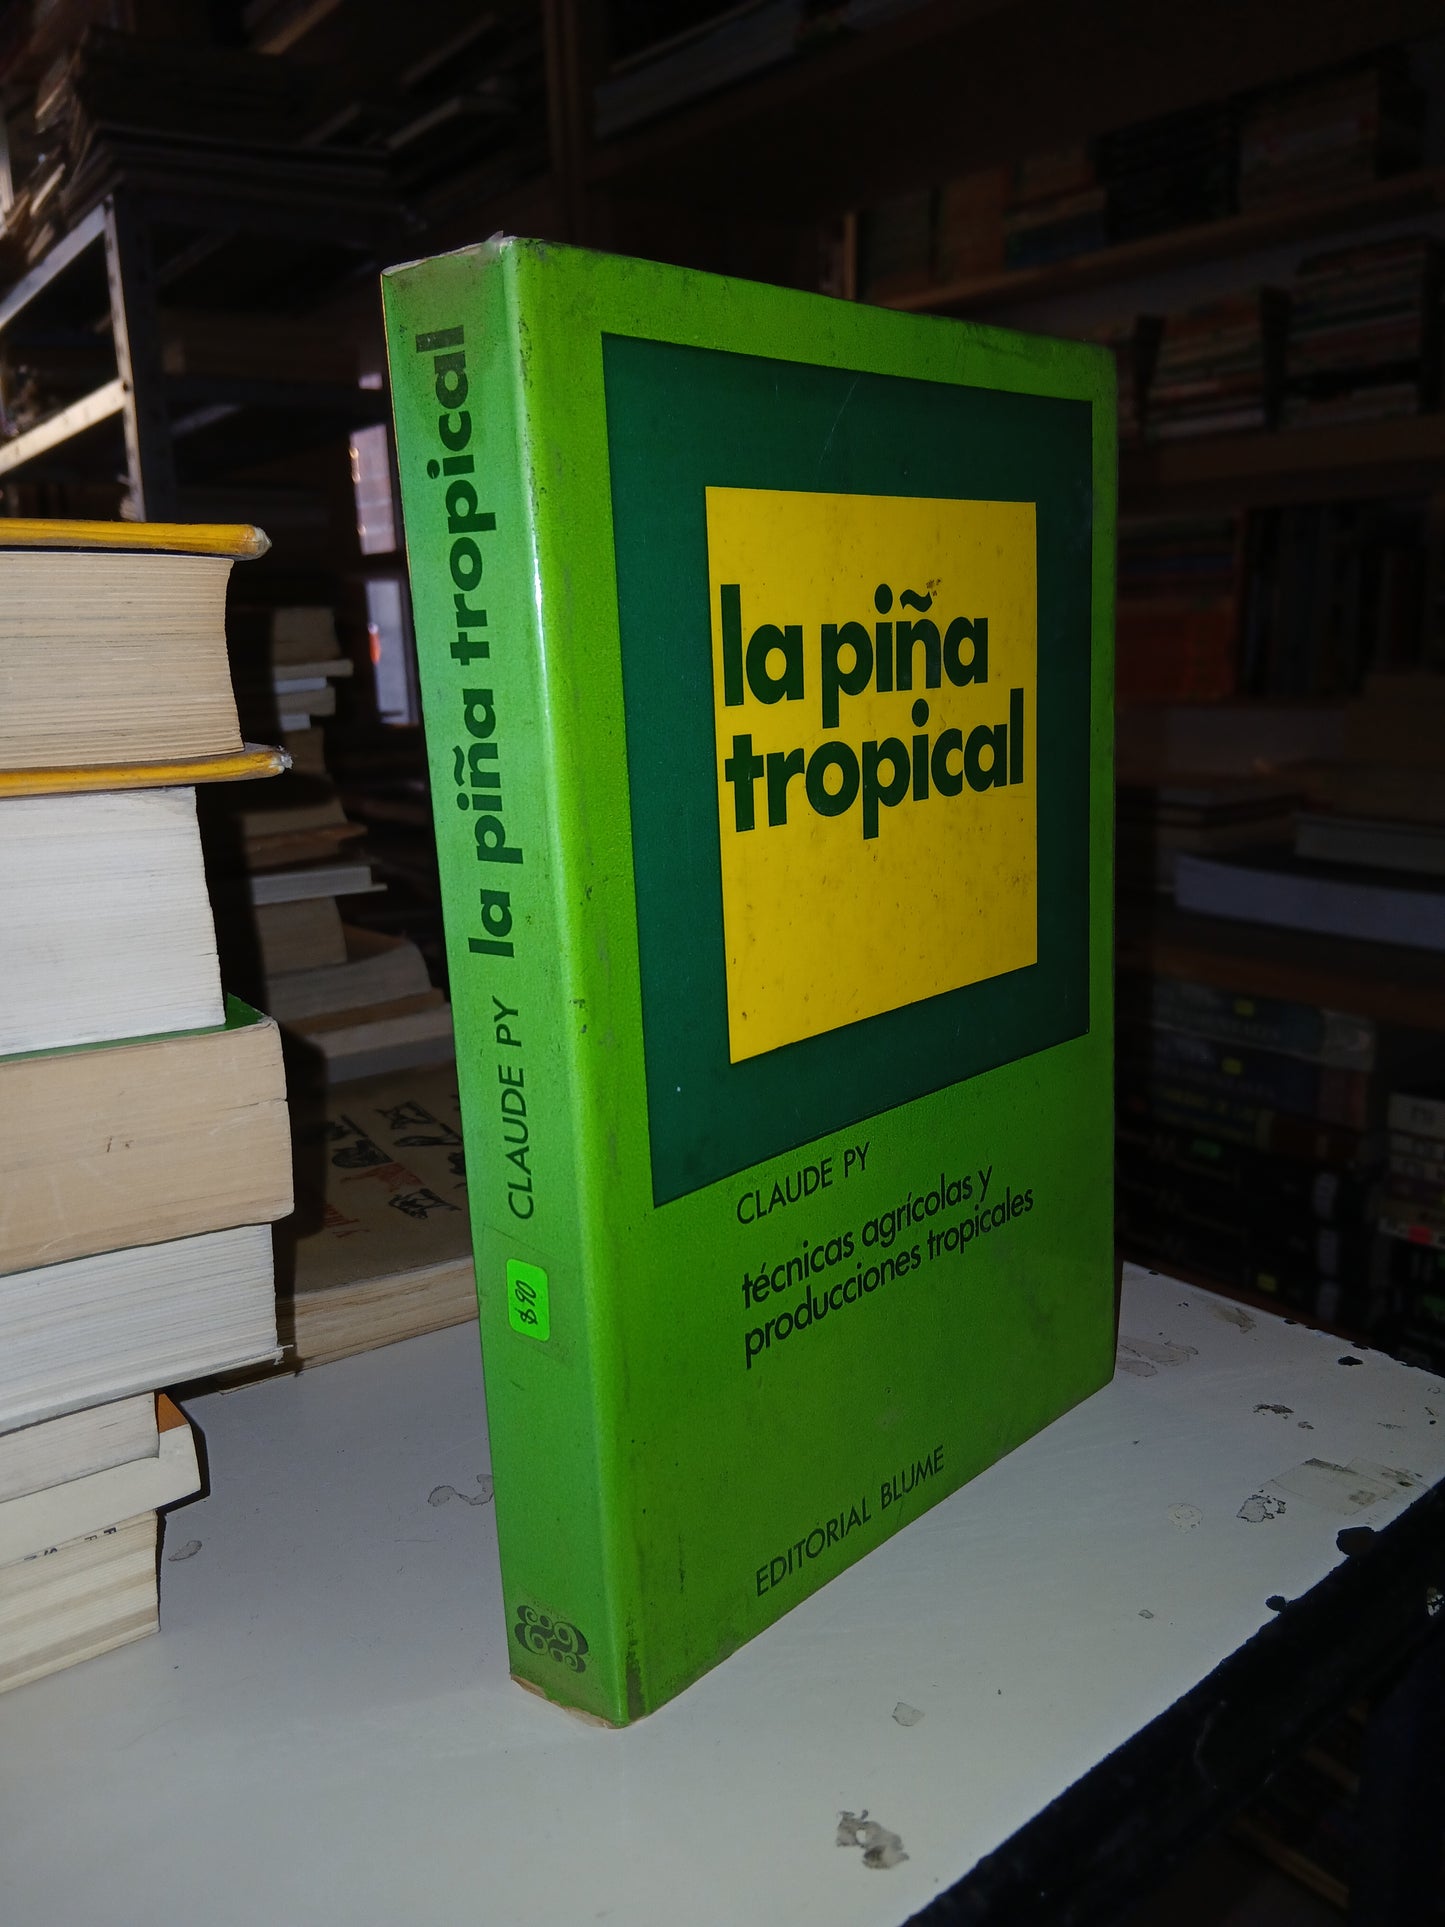 la piña tropical
CLAUDE PY
$90
la piña
tropical
CLAUDE PY
técnicas agrícolas y
producciones tropicales
EDITORIAL BLUME